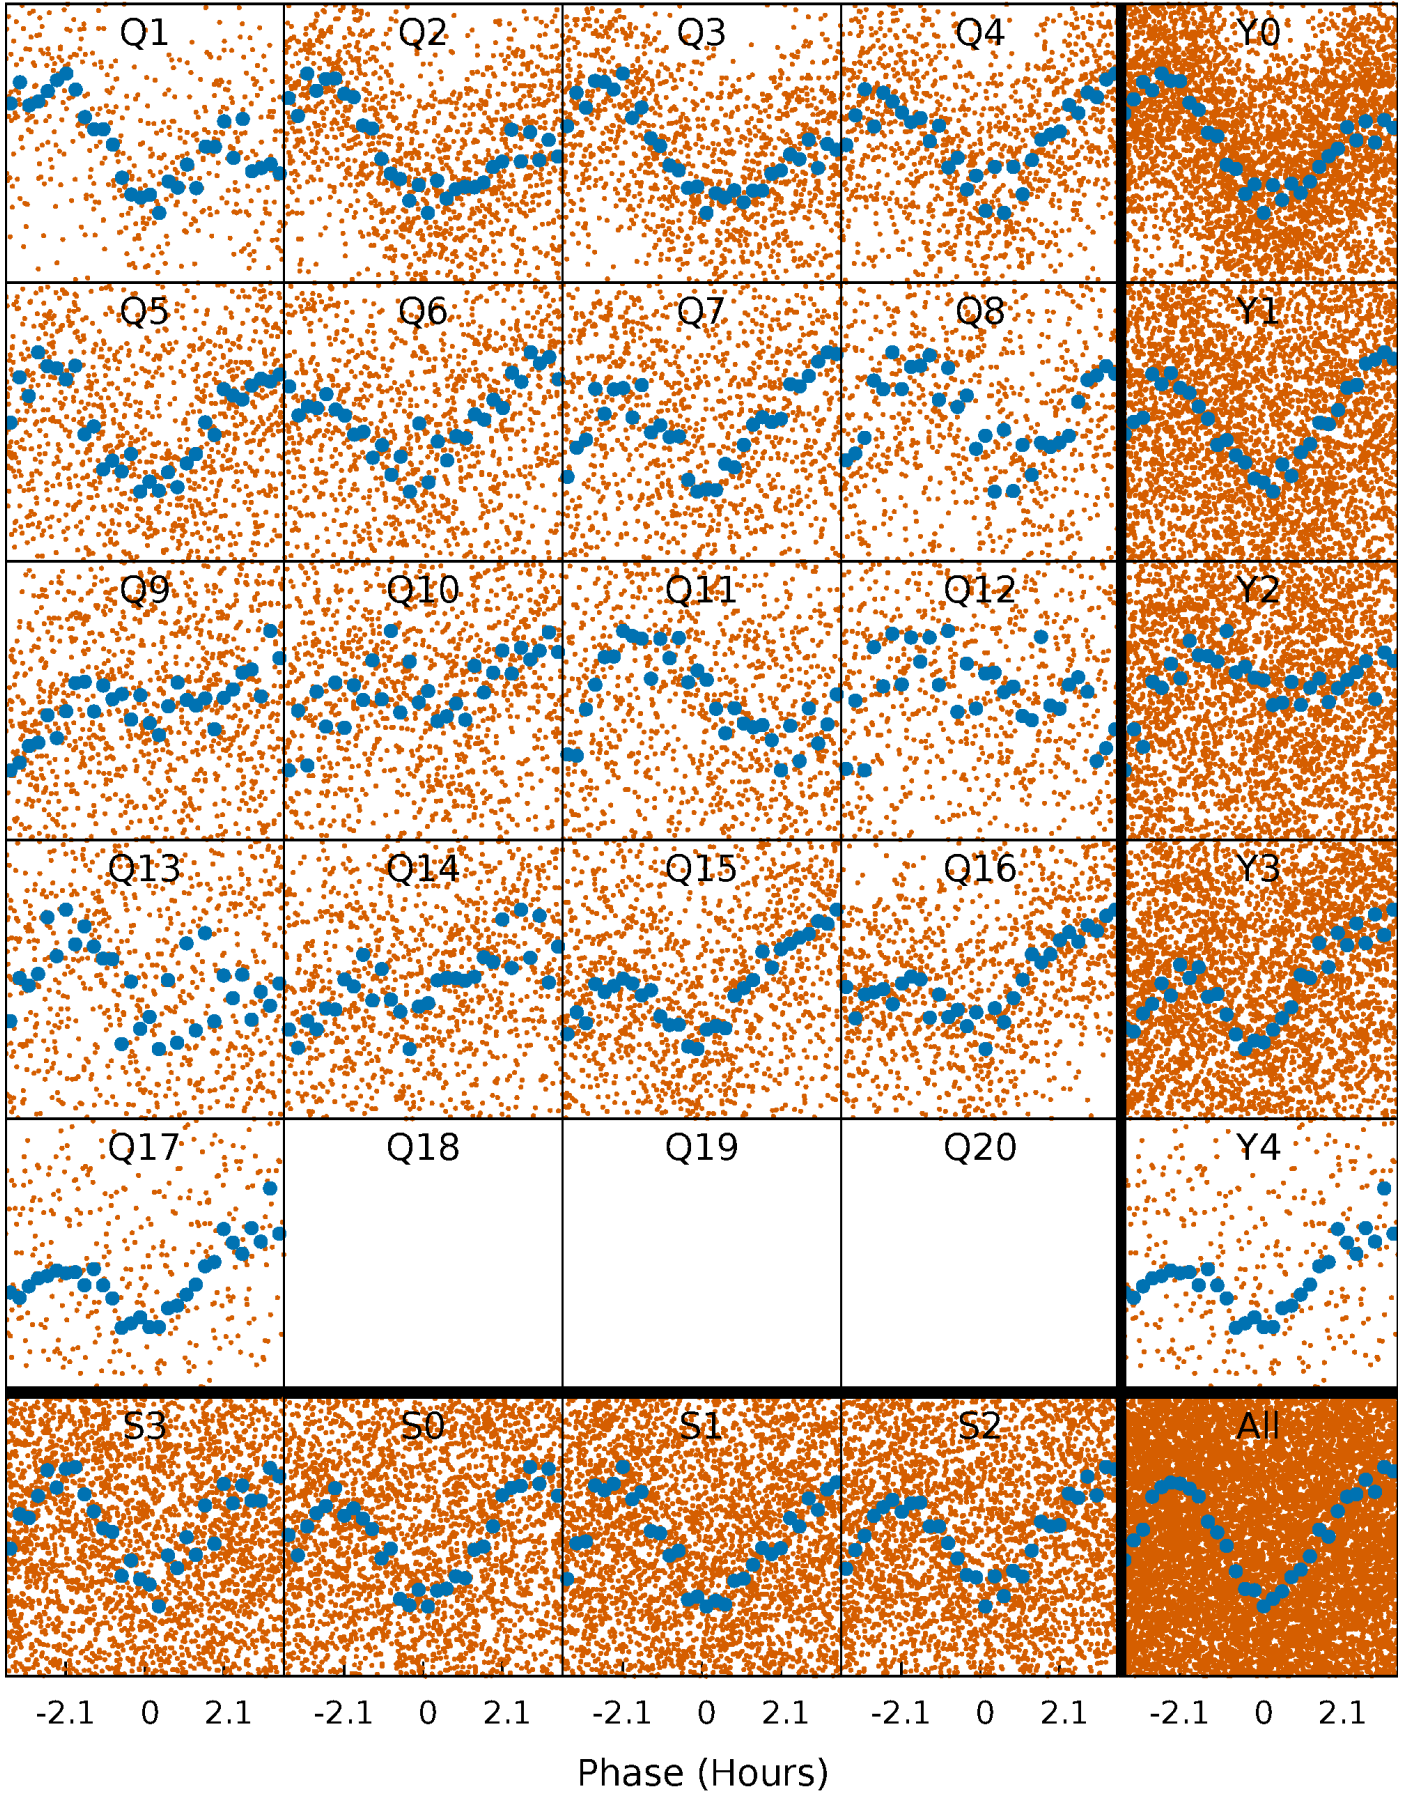 Q1 Q2 Q3 Q4 Y0
Q5 Q6 Q7 Q8 Y1
Q9 Q10 Q11 Q12 Y2
Q13 Q14 Q15 Q16 Y3
Q17 Q18 Q19 Q20 Y4
S3 S0 S1 S2 All
-2.1 0 2.1 -2.1 0 2.1 -2.1 0 2.1 -2.1 0 2.1 -2.1 0 2.1
Phase (Hours)